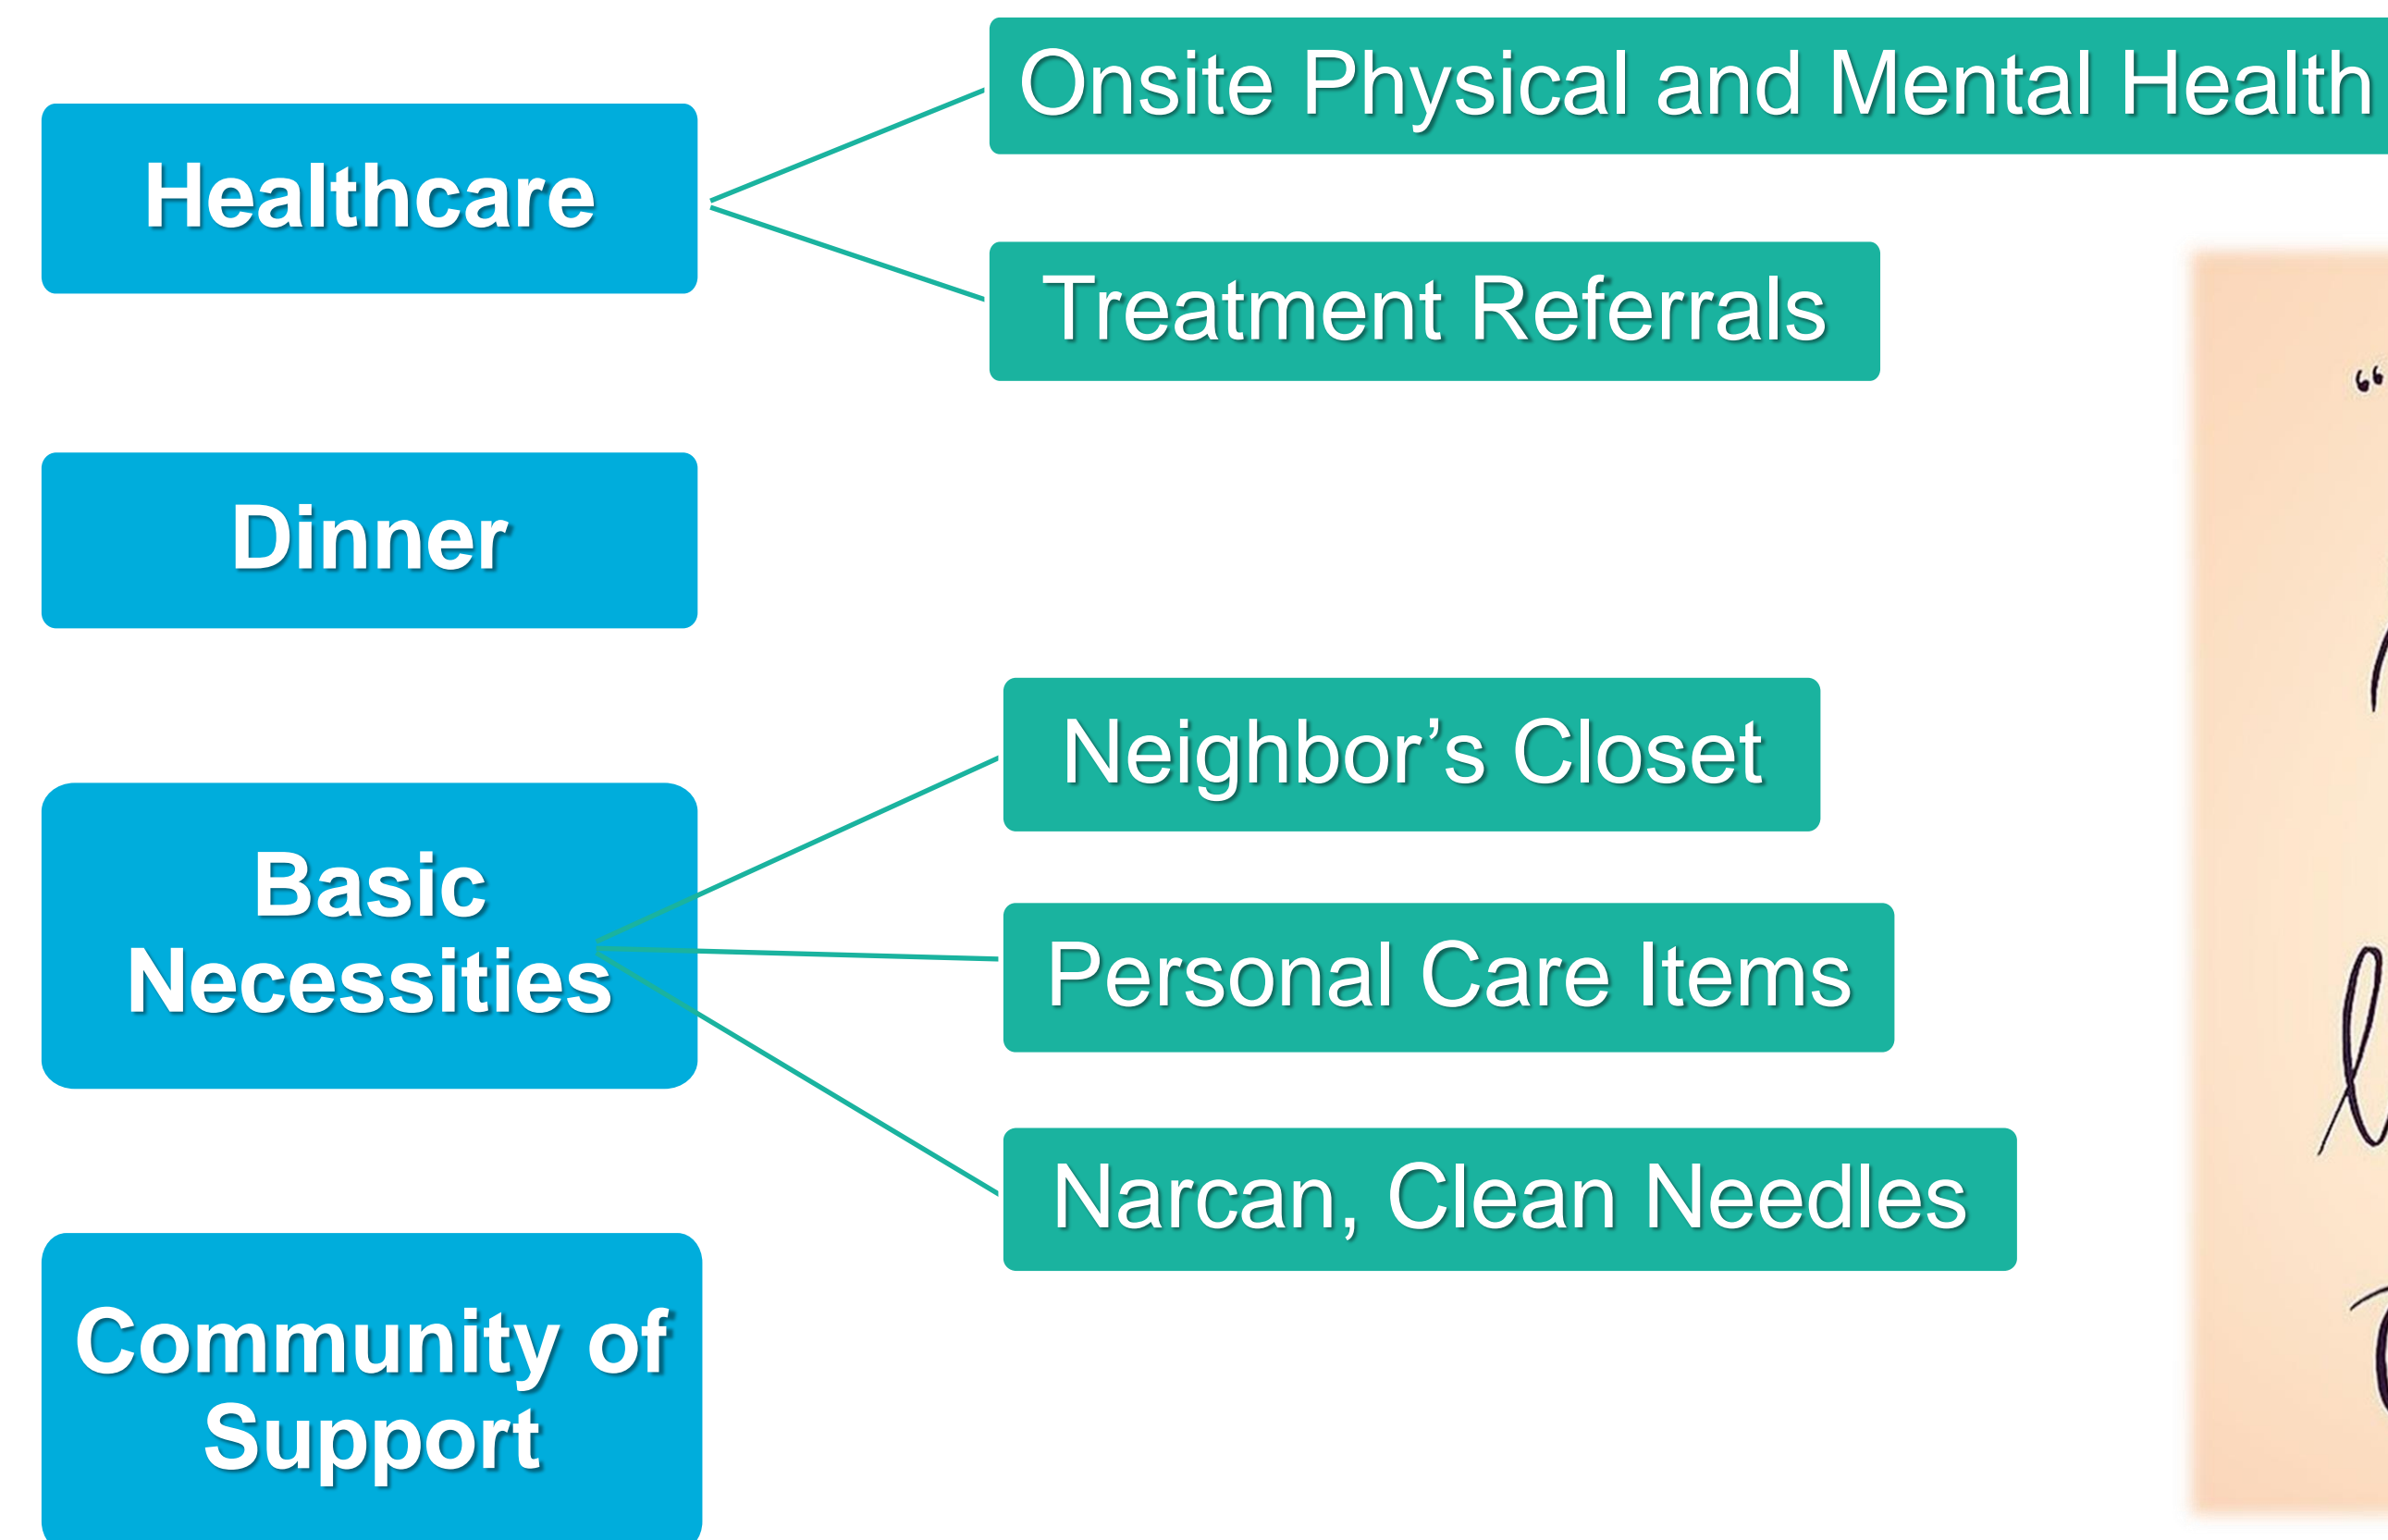 Healthcare
Onsite Physical and Mental Health
Treatment Referrals
Dinner
Basic
Necessities
Neighbor’s Closet
Personal Care Items
Narcan, Clean Needles
Community of
Support
“